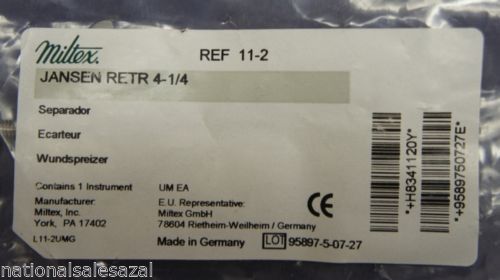 Miltex.
REF 11-2
JANSEN RETR 4-1/4
Separador
Ecarteur
Wundspreizer
Contains 1 Instrument
UM EA
Manufacturer:
Miltex, Inc.
York, PA 17402
E.U. Representative:
Miltex GmbH
78604 Rietheim-Weilheim / Germany
CE
L11-2UMG
Made in Germany
LOT 95897-5-07-27
*+H8341120Y*
*+9589750727E*
nationalsalesazal